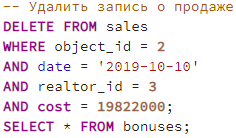 -- Удалить запись о продаже
DELETE FROM sales
WHERE object_id = 2
AND date = '2019-10-10'
AND realtor_id = 3
AND cost = 19822000;
SELECT * FROM bonuses;